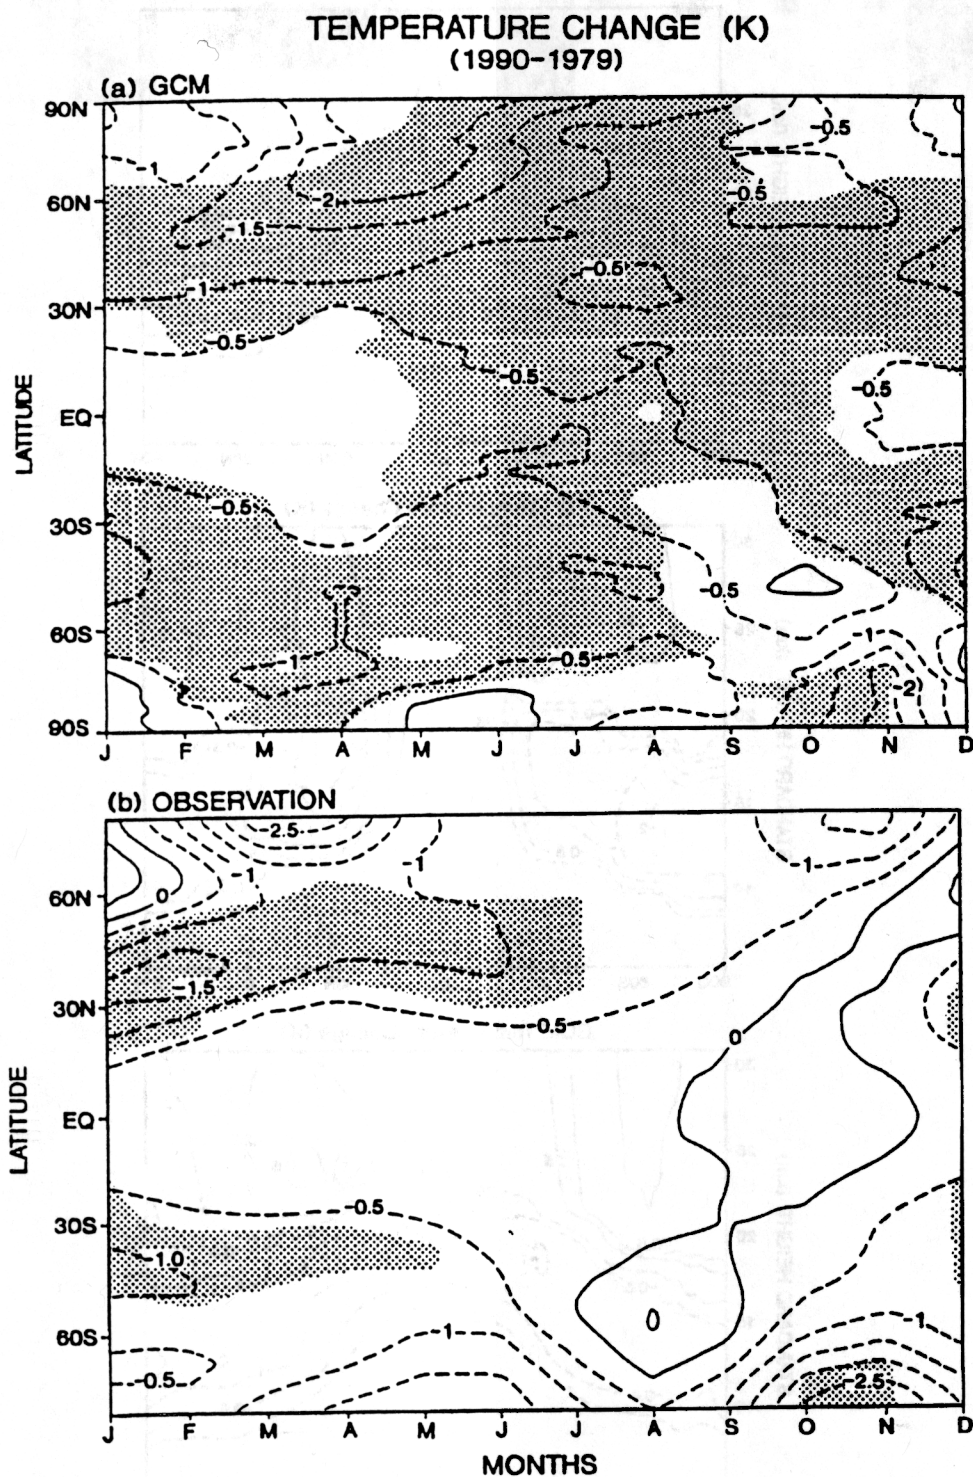 TEMPERATURE CHANGE (K)
(1990-1979)
(a) GCM
90N
60N
30N
EQ
30S
60S
90S
LATITUDE
-1
-2
-1.5
-1
-0.5
-0.5
-0.5
-0.5
-0.5
-0.5
-0.5
-0.5
-0.5
-1
-0.5
-1
-2
J F M A M J J A S O N D
(b) OBSERVATION
60N
30N
EQ
30S
60S
LATITUDE
-2.5
-1
-1
0
-1.5
1
-0.5
0
-0.5
-1.0
-0.5
-1
-1
-2.5
J F M A M J J A S O N D
MONTHS